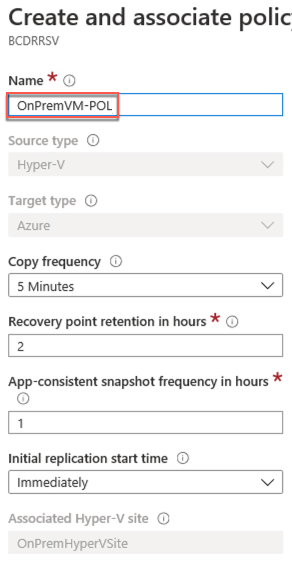 Create and associate policy
BCDRRSV
Name *
OnPremVM-POL
Source type
Hyper-V
Target type
Azure
Copy frequency
5 Minutes
Recovery point retention in hours *
2
App-consistent snapshot frequency in hours *
1
Initial replication start time
Immediately
Associated Hyper-V site
OnPremHyperVSite